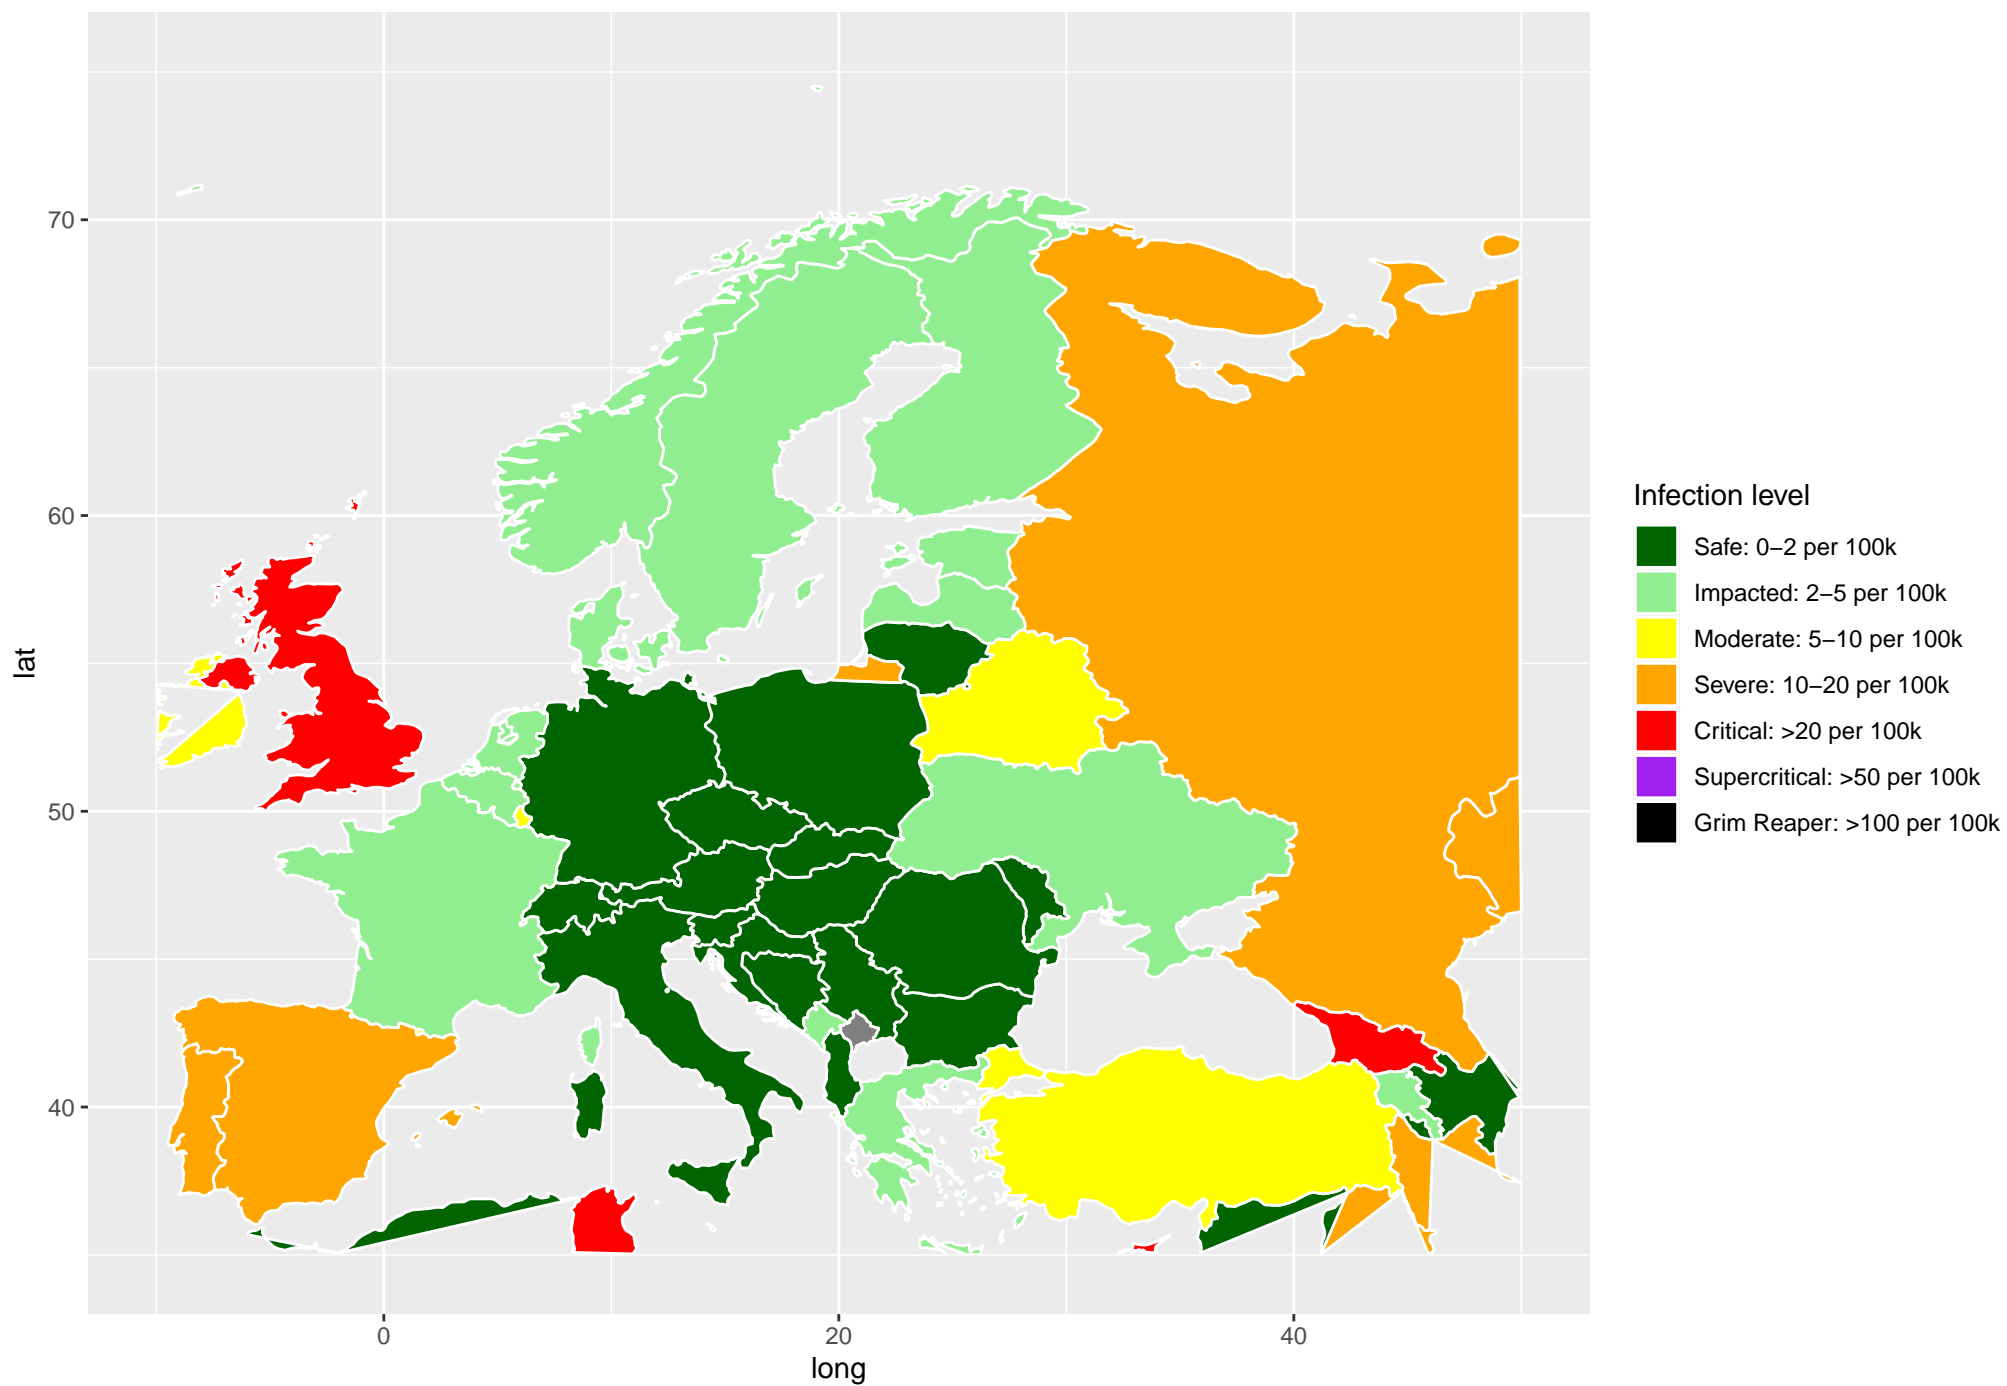 70
60
50
40
lat
0
20
40
long
Infection level
Safe: 0–2 per 100k
Impacted: 2–5 per 100k
Moderate: 5–10 per 100k
Severe: 10–20 per 100k
Critical: >20 per 100k
Supercritical: >50 per 100k
Grim Reaper: >100 per 100k